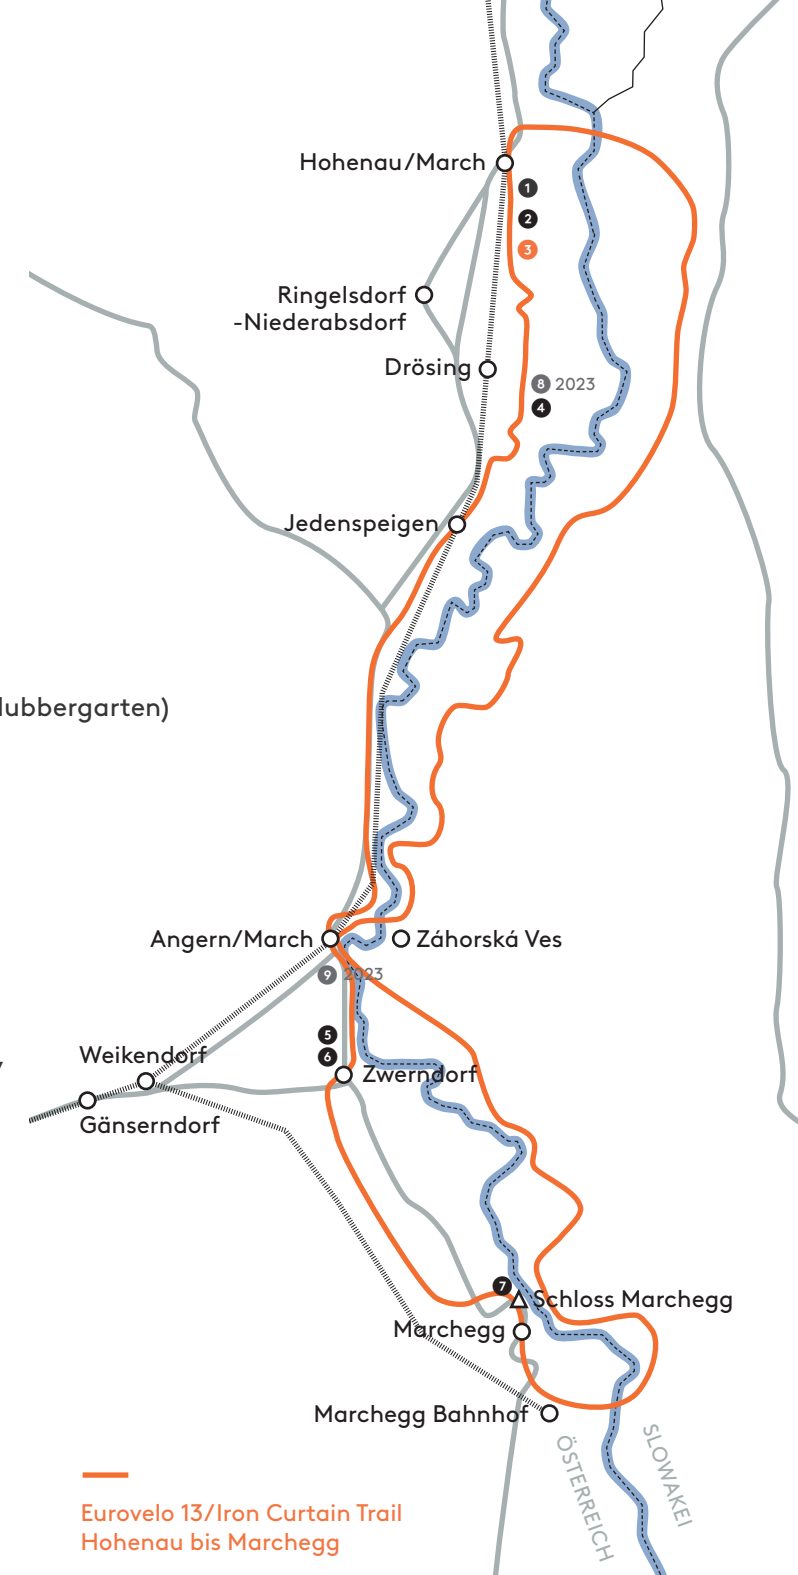 Hohenau/March
1
2
3
Ringelsdorf
-Niederabsdorf
Drösing
8 2023
4
Jedenspeigen
lubbergarten)
Angern/March
Záhorská Ves
9 2023
5
6
Weikendorf
Zwerndorf
Gänserndorf
7
Schloss Marchegg
Marchegg
Marchegg Bahnhof
ÖSTERREICH
SLOWAKEI
Eurovelo 13/Iron Curtain Trail
Hohenau bis Marchegg